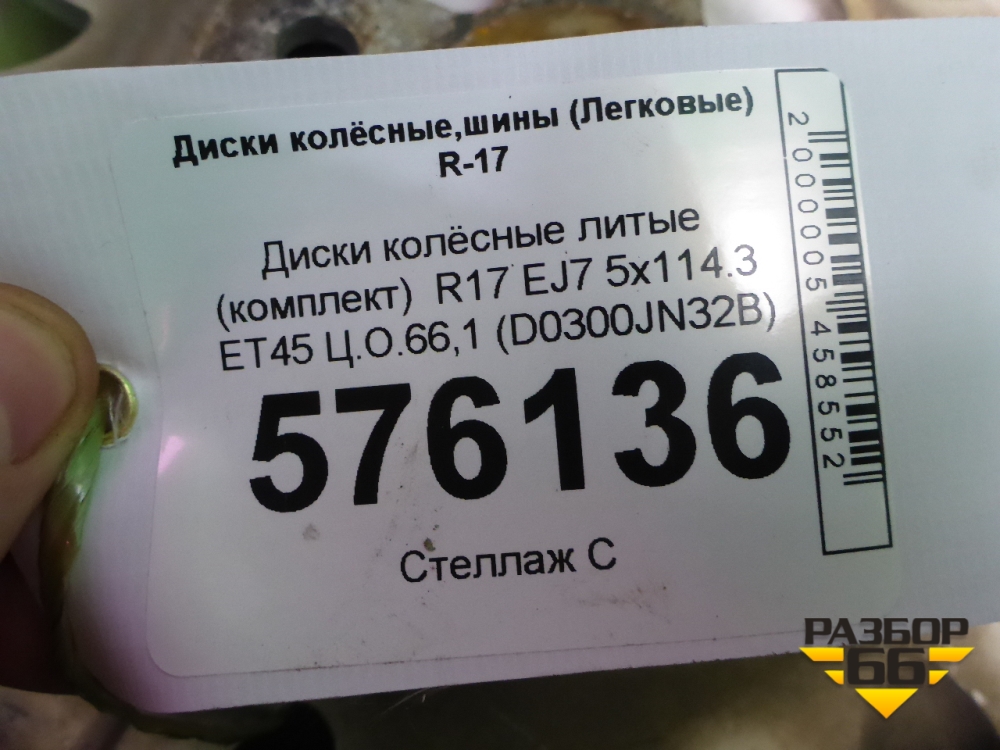 Диски колёсные,шины (Легковые)
R-17
Диски колёсные литые
(комплект) R17 EJ7 5x114.3
ET45 Ц.О.66,1 (D0300JN32B)
576136
Стеллаж С
2000005458552
РАЗБОР
66